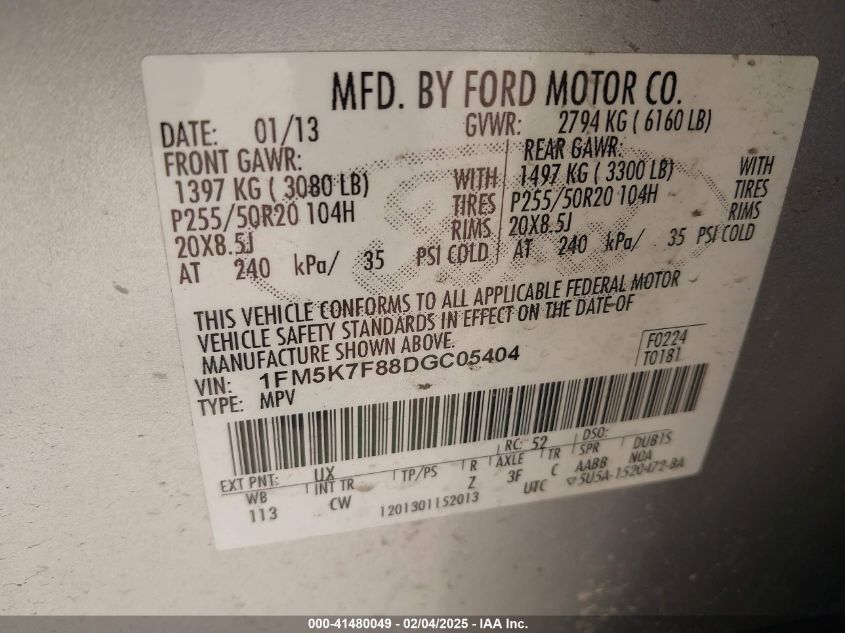 MFD. BY FORD MOTOR CO.
DATE: 01/13 GVWR: 2794 KG ( 6160 LB)
FRONT GAWR: REAR GAWR:
1397 KG ( 3080 LB) WITH 1497 KG ( 3300 LB) WITH
P255/50R20 104H TIRES P255/50R20 104H TIRES
20X8.5J RIMS 20X8.5J RIMS
AT 240 kPa/ 35 PSI COLD AT 240 kPa/ 35 PSI COLD
THIS VEHICLE CONFORMS TO ALL APPLICABLE FEDERAL MOTOR
VEHICLE SAFETY STANDARDS IN EFFECT ON THE DATE OF
MANUFACTURE SHOWN ABOVE.
F0224
T0181
VIN: 1FM5K7F88DGC05404
TYPE: MPV
EXT PNT: UX RC: 52 DSO:
WB INT TR TP/PS R AXLE TR SPR DUB1S
113 CW Z 3F C AABB NOA
1201301152013 UTC ▽5U5A-1520472-BA
000-41480049 - 02/04/2025 - IAA Inc.